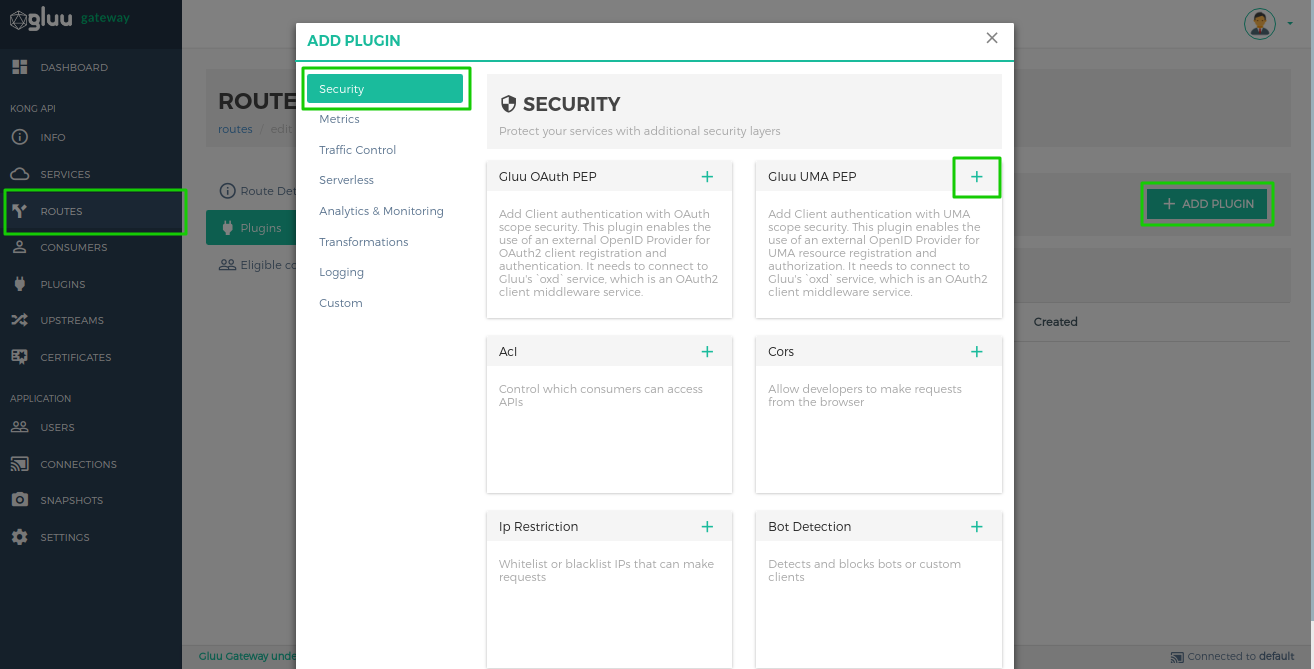 gluu gateway
DASHBOARD
KONG API
INFO
SERVICES
ROUTES
CONSUMERS
PLUGINS
UPSTREAMS
CERTIFICATES
APPLICATION
USERS
CONNECTIONS
SNAPSHOTS
SETTINGS
ROUTE
routes / edit
Route Det
Plugins
Eligible co
ADD PLUGIN
Created
ADD PLUGIN
Security
Metrics
Traffic Control
Serverless
Analytics & Monitoring
Transformations
Logging
Custom
SECURITY
Protect your services with additional security layers
Gluu OAuth PEP
Add Client authentication with OAuth
scope security. This plugin enables the
use of an external OpenID Provider for
OAuth2 client registration and
authentication. It needs to connect to
Gluu's `oxd` service, which is an OAuth2
client middleware service.
Gluu UMA PEP
Add Client authentication with UMA
scope security. This plugin enables the
use of an external OpenID Provider for
UMA resource registration and
authorization. It needs to connect to
Gluu's `oxd` service, which is an OAuth2
client middleware service.
Acl
Control which consumers can access
APIs
Cors
Allow developers to make requests
from the browser
Ip Restriction
Whitelist or blacklist IPs that can make
requests
Bot Detection
Detects and blocks bots or custom
clients
Gluu Gateway unde
Connected to default